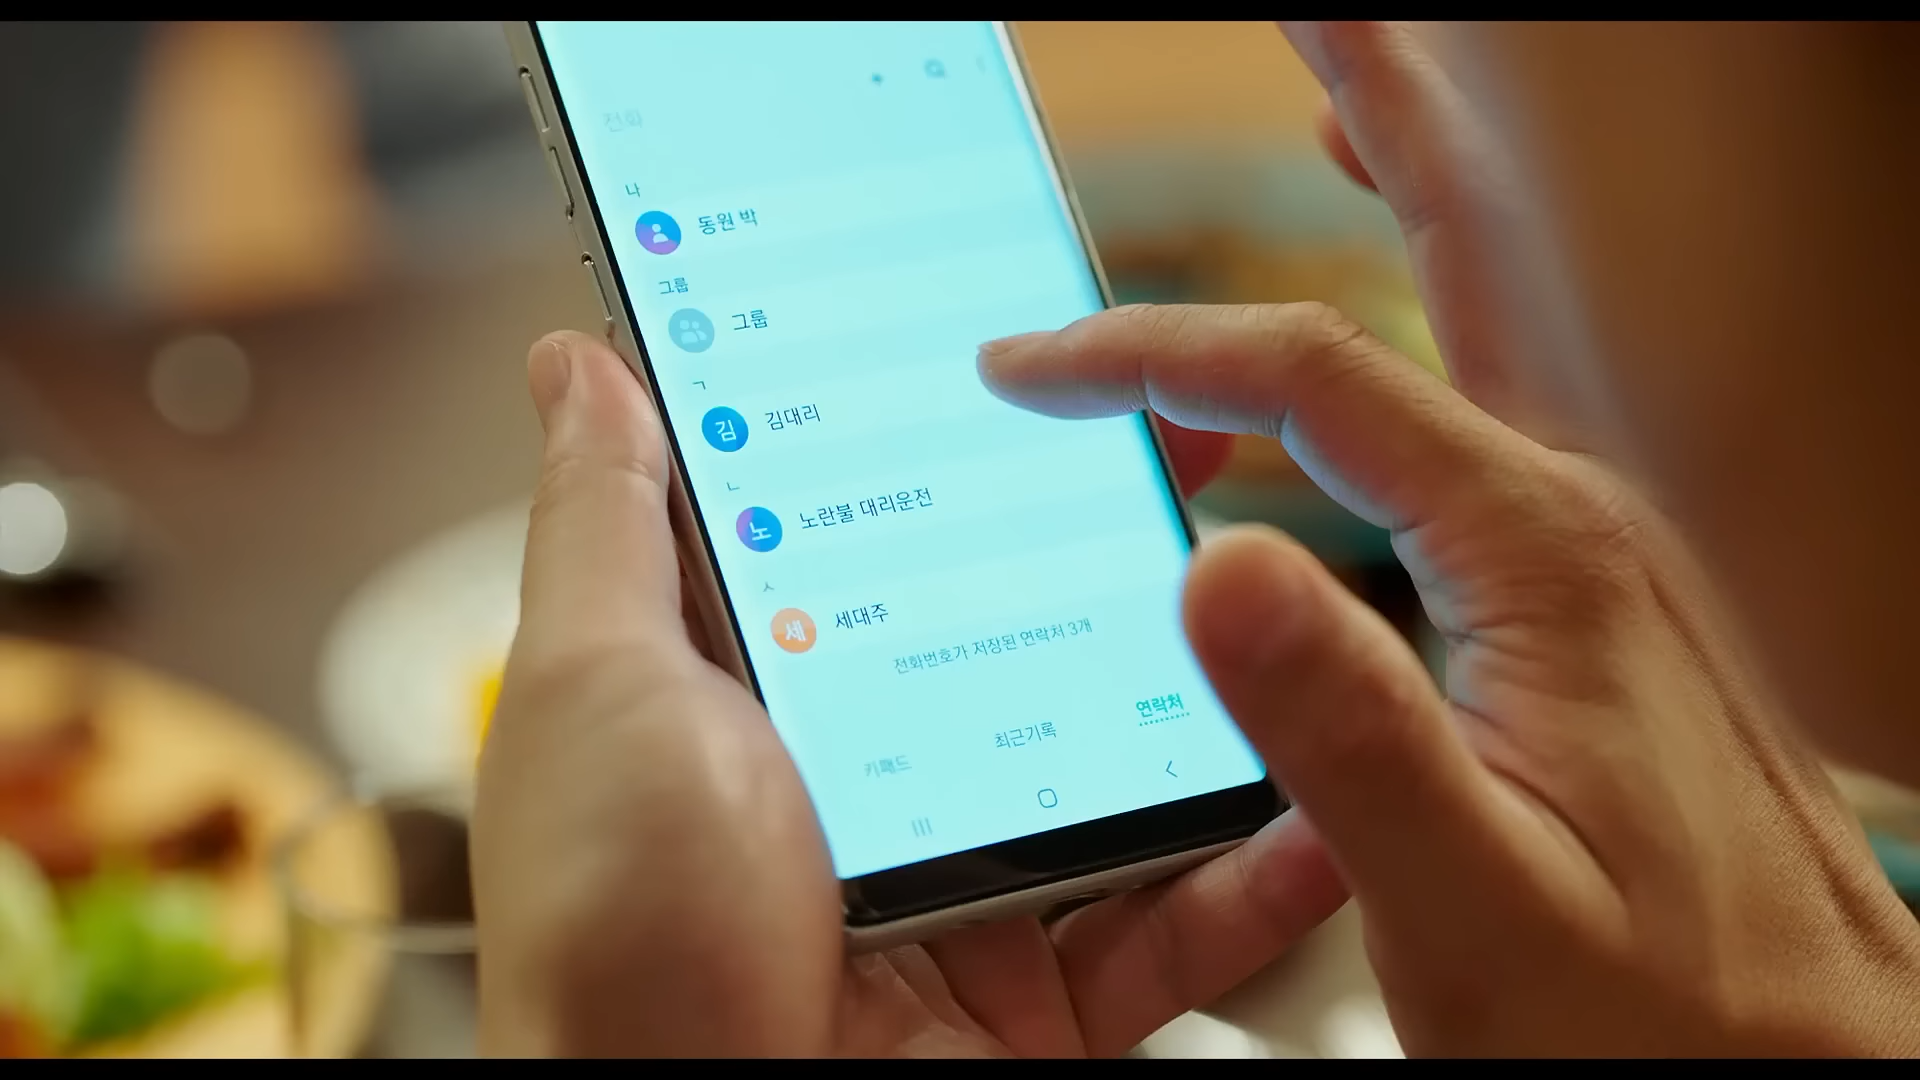 전화
나
동원 박
그룹
그룹
ㄱ
김 김대리
ㄴ
노 노란불 대리운전
ㅅ
세 세대주
전화번호가 저장된 연락처 3개
키패드 최근기록 연락처